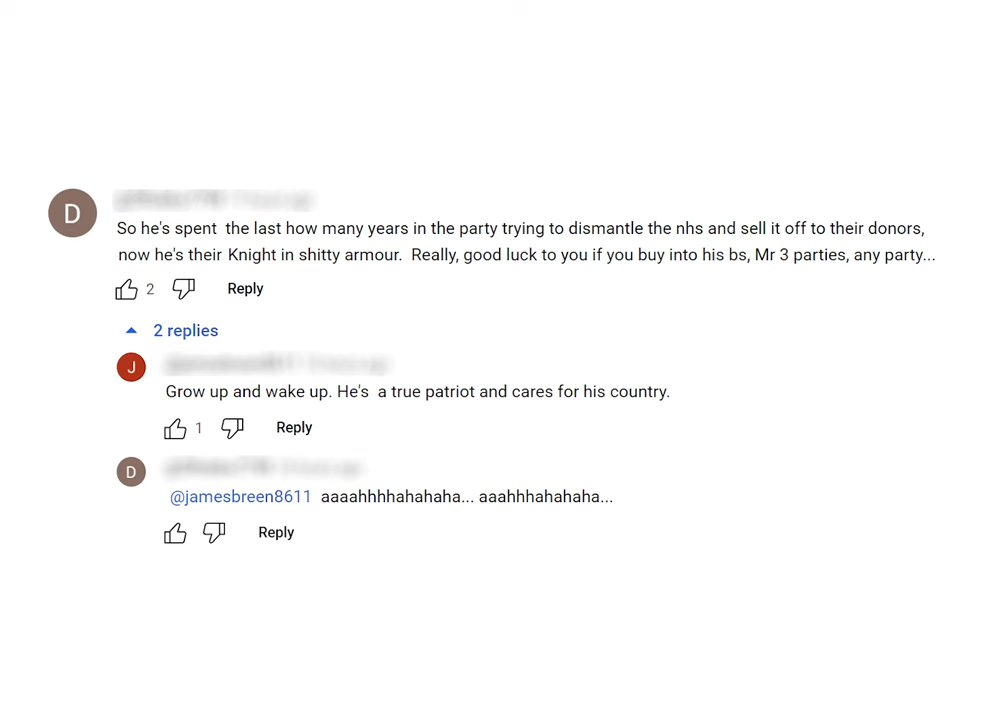 D
So he's spent the last how many years in the party trying to dismantle the nhs and sell it off to their donors,
now he's their Knight in shitty armour. Really, good luck to you if you buy into his bs, Mr 3 parties, any party...
2 Reply
2 replies
J
Grow up and wake up. He's a true patriot and cares for his country.
1 Reply
D
@jamesbreen8611 aaaahhhhahahaha... aaahhhahahaha...
Reply